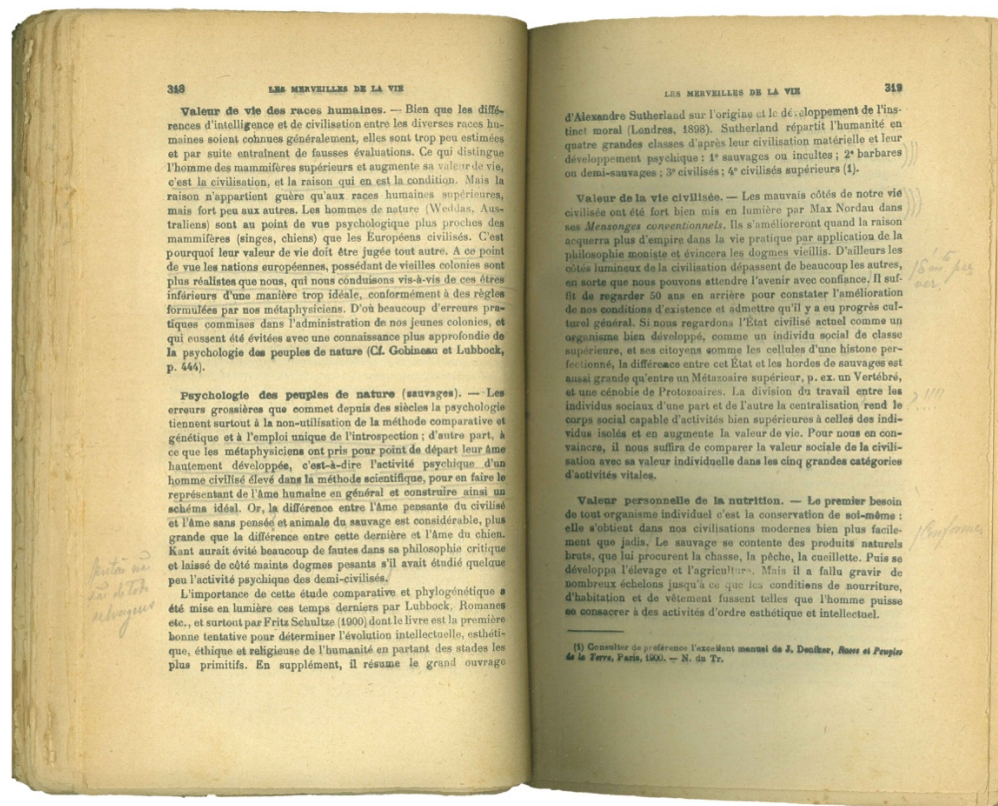 318
LES MERVEILLES DE LA VIE
Valeur de vie des races humaines. — Bien que les diffé-
rences d'intelligence et de civilisation entre les diverses races hu-
maines soient connues généralement, elles sont trop peu estimées
et par suite entraînent de fausses évaluations. Ce qui distingue
l'homme des mammifères supérieurs et augmente sa valeur de vie,
c'est la civilisation, et la raison qui en est la condition. Mais la
raison n'appartient guère qu'aux races humaines supérieures,
mais fort peu aux autres. Les hommes de nature (Weddas, Aus-
traliens) sont au point de vue psychologique plus proches des
mammifères (singes, chiens) que les Européens civilisés. C'est
pourquoi leur valeur de vie doit être jugée tout autre. A ce point
de vue les nations européennes, possédant de vieilles colonies sont
plus réalistes que nous, qui nous conduisons vis-à-vis de ces êtres
inférieurs d'une manière trop idéale, conformément à des règles
formulées par nos métaphysiciens. D'où beaucoup d'erreurs pra-
tiques commises dans l'administration de nos jeunes colonies, et
qui eussent été évitées avec une connaissance plus approfondie de
la psychologie des peuples de nature (Cf. Gobineau et Lubbock,
p. 444).
Psychologie des peuples de nature (sauvages). — Les
erreurs grossières que commet depuis des siècles la psychologie
tiennent surtout à la non-utilisation de la méthode comparative et
génétique et à l'emploi unique de l'introspection ; d'autre part, à
ce que les métaphysiciens ont pris pour point de départ leur âme
hautement développée, c'est-à-dire l'activité psychique d'un
homme civilisé élevé dans la méthode scientifique, pour en faire le
représentant de l'âme humaine en général et construire ainsi un
schéma idéal. Or, la différence entre l'âme pensante du civilisé
et l'âme sans pensée et animale du sauvage est considérable, plus
grande que la différence entre cette dernière et l'âme du chien.
Kant aurait évité beaucoup de fautes dans sa philosophie critique
et laissé de côté maints dogmes pesants s'il avait étudié quelque
peu l'activité psychique des demi-civilisés.
L'importance de cette étude comparative et phylogénétique a
été mise en lumière ces temps derniers par Lubbock, Romanes
etc., et surtout par Fritz Schultze (1900) dont le livre est la première
bonne tentative pour déterminer l'évolution intellectuelle, esthéti-
que, éthique et religieuse de l'humanité en partant des stades les
plus primitifs. En supplément, il résume le grand ouvrage
LES MERVEILLES DE LA VIE
319
d'Alexandre Sutherland sur l'origine et le développement de l'ins-
tinct moral (Londres, 1898). Sutherland répartit l'humanité en
quatre grandes classes d'après leur civilisation matérielle et leur
développement psychique : 1° sauvages ou incultes ; 2° barbares
ou demi-sauvages ; 3° civilisés ; 4° civilisés supérieurs (1).
Valeur de la vie civilisée. — Les mauvais côtés de notre vie
civilisée ont été fort bien mis en lumière par Max Nordau dans
ses Mensonges conventionnels. Ils s'amélioreront quand la raison
acquerra plus d'empire dans la vie pratique par application de la
philosophie moniste et évincera les dogmes vieillis. D'ailleurs les
côtés lumineux de la civilisation dépassent de beaucoup les autres,
en sorte que nous pouvons attendre l'avenir avec confiance. Il suf-
fit de regarder 50 ans en arrière pour constater l'amélioration
de nos conditions d'existence et admettre qu'il y a eu progrès cul-
turel général. Si nous regardons l'État civilisé actuel comme un
organisme bien développé, comme un individu social de classe
supérieure, et ses citoyens comme les cellules d'une histone per-
fectionné, la différence entre cet État et les hordes de sauvages est
aussi grande qu'entre un Métazoaire supérieur, p. ex. un Vertébré,
et une cénobie de Protozoaires. La division du travail entre les
individus sociaux d'une part et de l'autre la centralisation rend le
corps social capable d'activités bien supérieures à celles des indi-
vidus isolés et en augmente la valeur de vie. Pour nous en con-
vaincre, il nous suffira de comparer la valeur sociale de la civili-
sation avec sa valeur individuelle dans les cinq grandes catégories
d'activités vitales.
Valeur personnelle de la nutrition. — Le premier besoin
de tout organisme individuel c'est la conservation de soi-même :
elle s'obtient dans nos civilisations modernes bien plus facile-
ment que jadis. Le sauvage se contente des produits naturels
bruts, que lui procurent la chasse, la pêche, la cueillette. Puis se
développa l'élevage et l'agriculture. Mais il a fallu gravir de
nombreux échelons jusqu'à ce que les conditions de nourriture,
d'habitation et de vêtement fussent telles que l'homme puisse
se consacrer à des activités d'ordre esthétique et intellectuel.
(1) Consulter de préférence l'excellent manuel de J. Deniker, Races et Peuples
de la Terre, Paris, 1900. — N. du Tr.